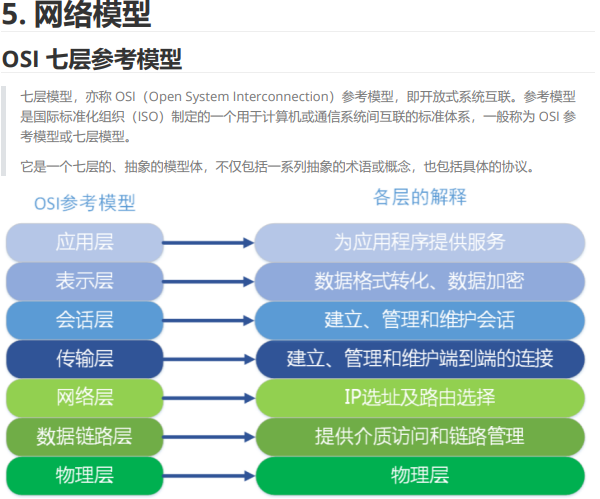 5. 网络模型
OSI 七层参考模型
七层模型，亦称 OSI（Open System Interconnection）参考模型，即开放式系统互联。参考模型
是国际标准化组织（ISO）制定的一个用于计算机或通信系统间互联的标准体系，一般称为 OSI 参
考模型或七层模型。
它是一个七层的、抽象的模型体，不仅包括一系列抽象的术语或概念，也包括具体的协议。
OSI参考模型 各层的解释
应用层 为应用程序提供服务
表示层 数据格式转化、数据加密
会话层 建立、管理和维护会话
传输层 建立、管理和维护端到端的连接
网络层 IP选址及路由选择
数据链路层 提供介质访问和链路管理
物理层 物理层